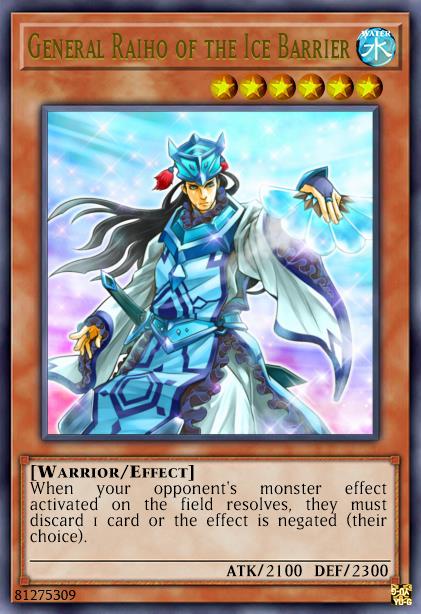 General Raiho of the Ice Barrier
WATER
水
[Warrior/Effect]
When your opponent's monster effect
activated on the field resolves, they must
discard 1 card or the effect is negated (their
choice).
ATK/2100 DEF/2300
81275309